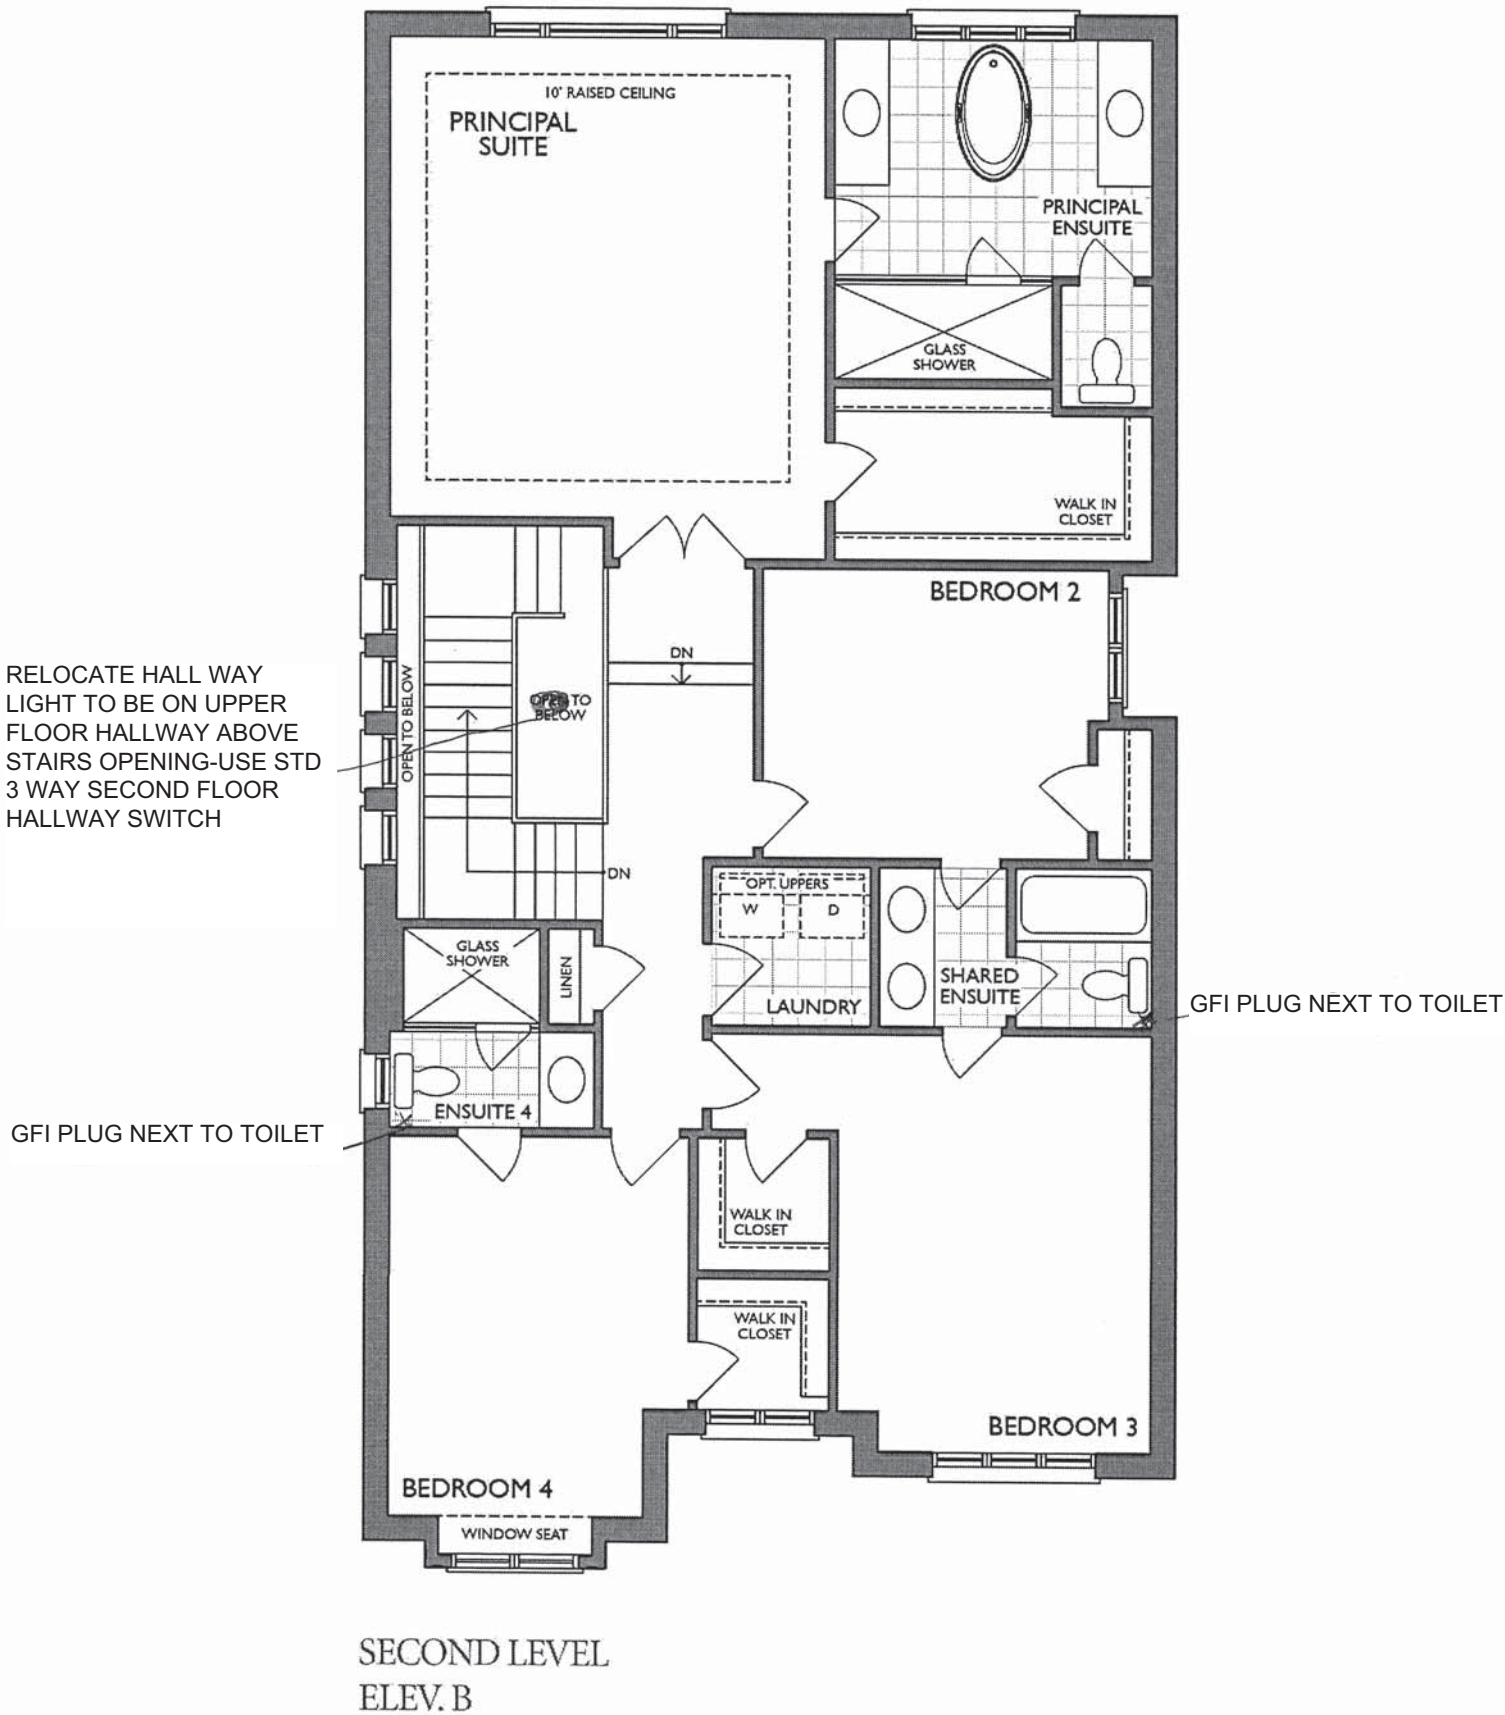 10' RAISED CEILING
PRINCIPAL
SUITE
PRINCIPAL
ENSUITE
GLASS
SHOWER
WALK IN
CLOSET
BEDROOM 2
DN
RELOCATE HALL WAY
LIGHT TO BE ON UPPER
FLOOR HALLWAY ABOVE
STAIRS OPENING-USE STD
3 WAY SECOND FLOOR
HALLWAY SWITCH
OPEN TO BELOW
OPEN TO
BELOW
DN
OPT. UPPERS
W
D
GLASS
SHOWER
LINEN
LAUNDRY
SHARED
ENSUITE
GFI PLUG NEXT TO TOILET
ENSUITE 4
GFI PLUG NEXT TO TOILET
WALK IN
CLOSET
WALK IN
CLOSET
BEDROOM 3
BEDROOM 4
WINDOW SEAT
SECOND LEVEL
ELEV. B